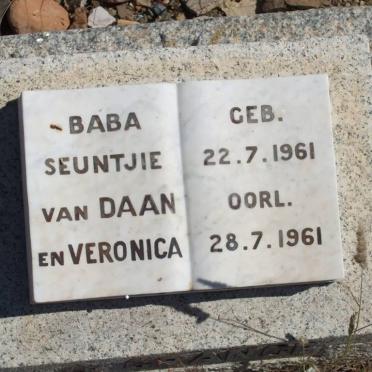 BABA
SEUNTJIE
VAN DAAN
EN VERONICA
GEB.
22.7.1961
OORL.
28.7.1961